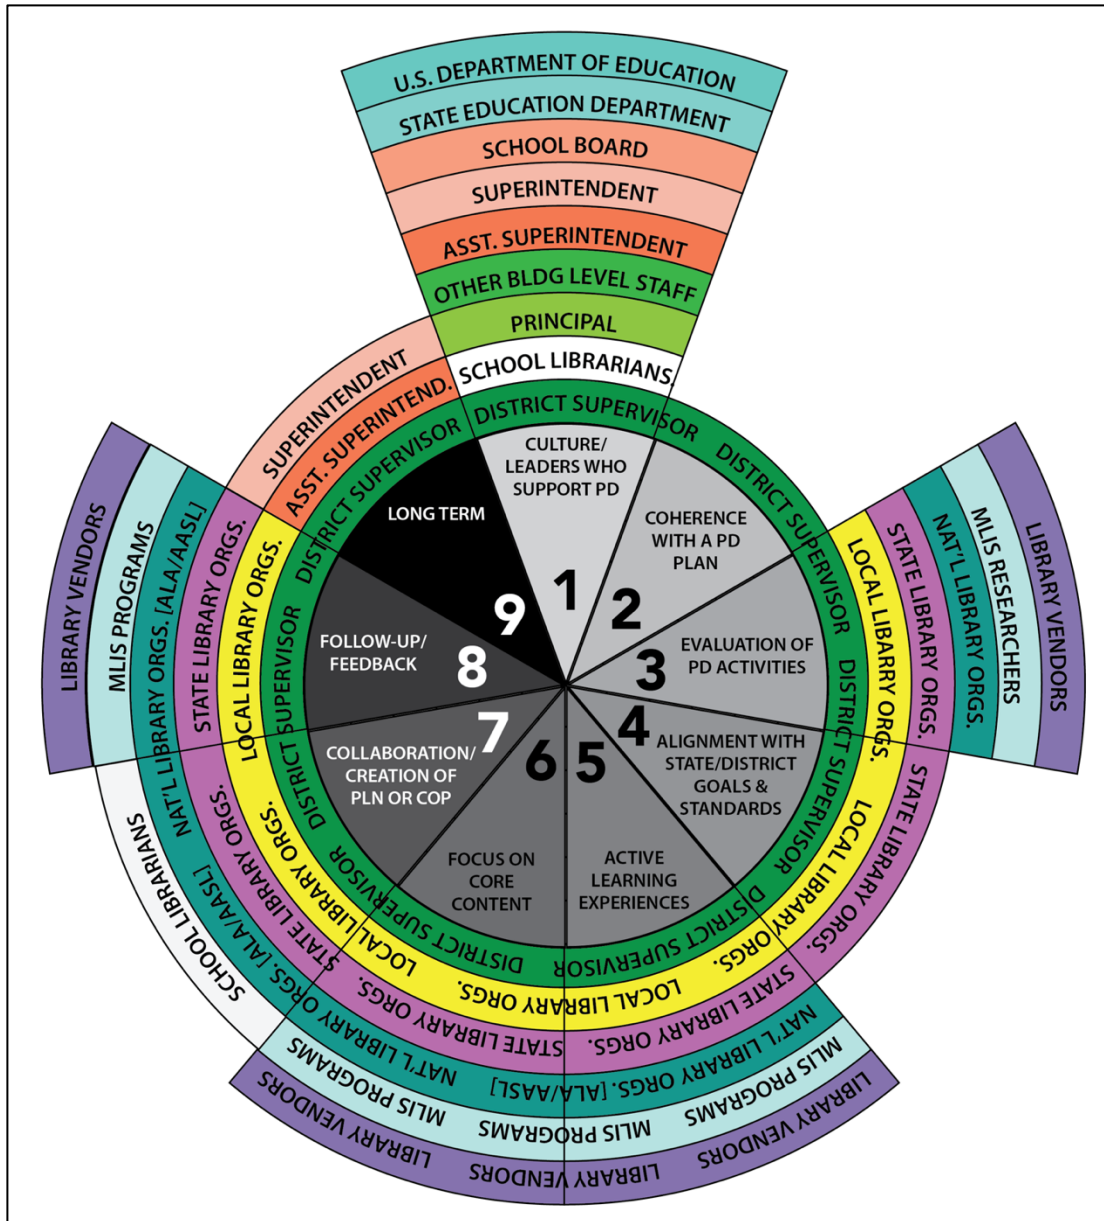 U.S. DEPARTMENT OF EDUCATION
STATE EDUCATION DEPARTMENT
SCHOOL BOARD
SUPERINTENDENT
ASST. SUPERINTENDENT
OTHER BLDG LEVEL STAFF
PRINCIPAL
SCHOOL LIBRARIANS.
DISTRICT SUPERVISOR
CULTURE/
LEADERS WHO
SUPPORT PD
1
DISTRICT SUPERVISOR
COHERENCE
WITH A PD
PLAN
2
LIBRARY VENDORS
MLIS RESEARCHERS
NAT'L LIBRARY ORGS.
STATE LIBRARY ORGS.
LOCAL LIBARRY ORGS.
DISTRICT SUPERVISOR
EVALUATION OF
PD ACTIVITIES
3
STATE LIBRARY ORGS.
LOCAL LIBRARY ORGS.
DISTRICT SUPERVISOR
ALIGNMENT WITH
STATE/DISTRICT
GOALS &
STANDARDS
4
LIBRARY VENDORS
MLIS PROGRAMS
NAT'L LIBRARY ORGS. [ALA/AASL]
STATE LIBRARY ORGS.
LOCAL LIBRARY ORGS.
DISTRICT SUPERVISOR
ACTIVE
LEARNING
EXPERIENCES
5
LIBRARY VENDORS
MLIS PROGRAMS
NAT'L LIBRARY ORGS. [ALA/AASL]
STATE LIBRARY ORGS.
LOCAL LIBRARY ORGS.
DISTRICT SUPERVISOR
FOCUS ON
CORE
CONTENT
6
SCHOOL LIBRARIANS
NAT'L LIBRARY ORGS. [ALA/AASL]
STATE LIBRARY ORGS.
LOCAL LIBRARY ORGS.
DISTRICT SUPERVISOR
COLLABORATION/
CREATION OF
PLN OR COP
7
LIBRARY VENDORS
MLIS PROGRAMS
NAT'L LIBRARY ORGS. [ALA/AASL]
STATE LIBRARY ORGS.
LOCAL LIBRARY ORGS.
DISTRICT SUPERVISOR
FOLLOW-UP/
FEEDBACK
8
SUPERINTENDENT
ASST. SUPERINTEND.
DISTRICT SUPERVISOR
LONG TERM
9